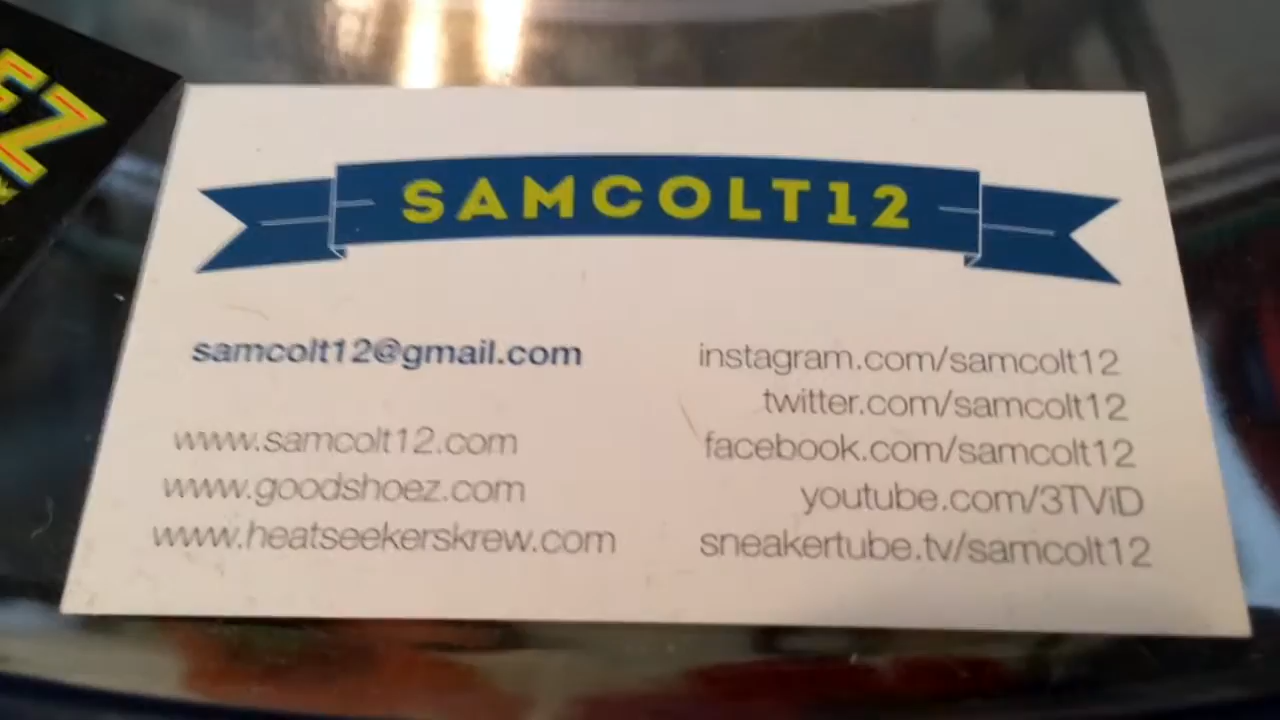 EZ
SAMCOLT12
samcolt12@gmail.com
www.samcolt12.com
www.goodshoez.com
www.heatseekerskrew.com
instagram.com/samcolt12
twitter.com/samcolt12
facebook.com/samcolt12
youtube.com/3TViD
sneakertube.tv/samcolt12